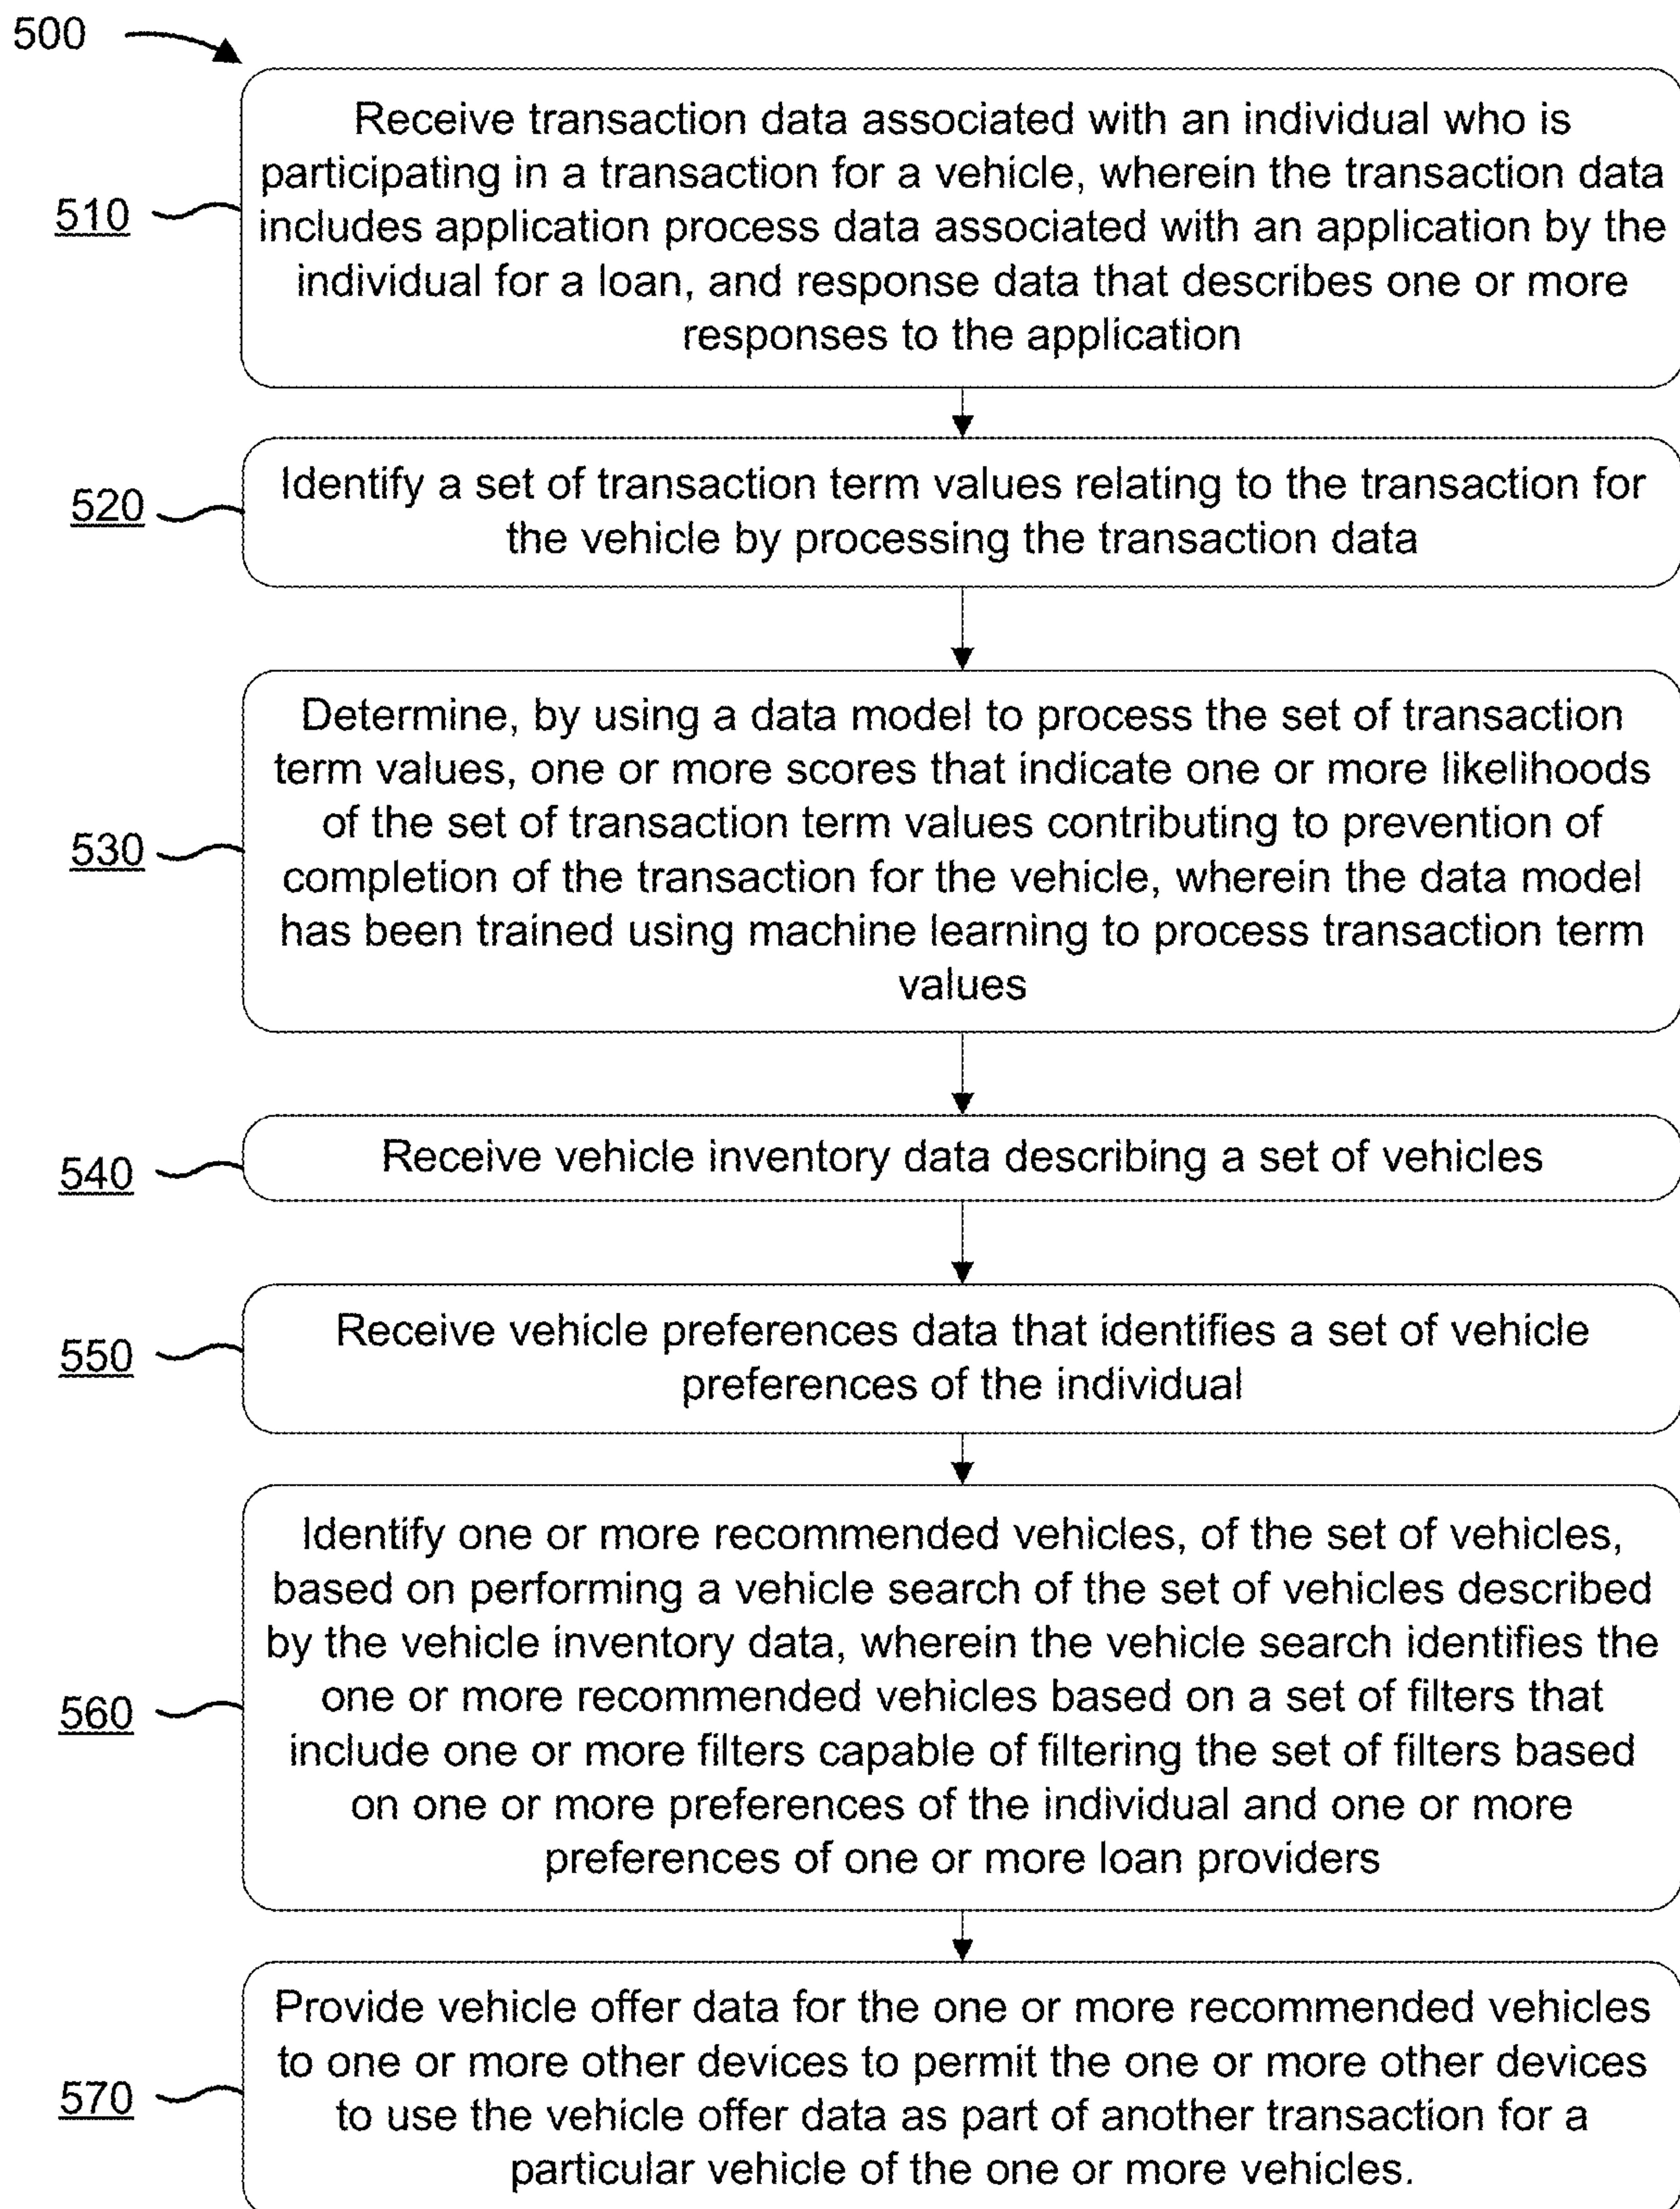 500
Receive transaction data associated with an individual who is
participating in a transaction for a vehicle, wherein the transaction data
includes application process data associated with an application by the
individual for a loan, and response data that describes one or more
responses to the application
510
Identify a set of transaction term values relating to the transaction for
the vehicle by processing the transaction data
520
Determine, by using a data model to process the set of transaction
term values, one or more scores that indicate one or more likelihoods
of the set of transaction term values contributing to prevention of
completion of the transaction for the vehicle, wherein the data model
has been trained using machine learning to process transaction term
values
530
Receive vehicle inventory data describing a set of vehicles
540
Receive vehicle preferences data that identifies a set of vehicle
preferences of the individual
550
Identify one or more recommended vehicles, of the set of vehicles,
based on performing a vehicle search of the set of vehicles described
by the vehicle inventory data, wherein the vehicle search identifies the
one or more recommended vehicles based on a set of filters that
include one or more filters capable of filtering the set of filters based
on one or more preferences of the individual and one or more
preferences of one or more loan providers
560
Provide vehicle offer data for the one or more recommended vehicles
to one or more other devices to permit the one or more other devices
to use the vehicle offer data as part of another transaction for a
particular vehicle of the one or more vehicles.
570